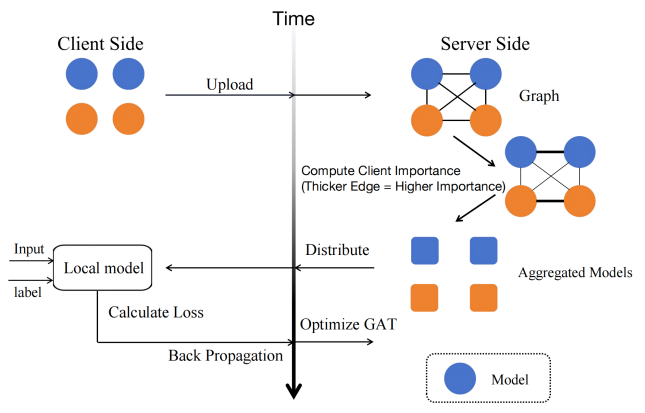 Time
Client Side
Server Side
Upload
Graph
Compute Client Importance
(Thicker Edge = Higher Importance)
Distribute
Aggregated Models
Input
label
Local model
Calculate Loss
Optimize GAT
Back Propagation
Model